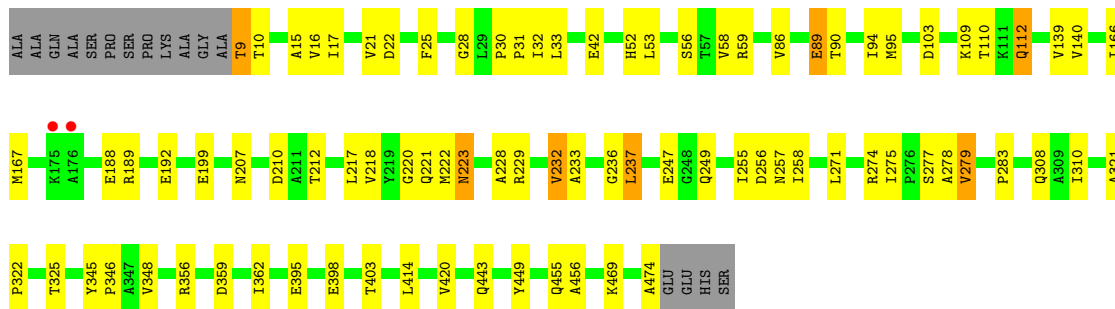 ALA ALA GLN ALA SER PRO SER PRO LYS ALA GLY ALA T9 T10 A15 V16 I17 V21 D22 F25 G28 L29 P30 P31 I32 L33 E42 H52 L53 S56 T57 V58 R59 V86 E89 T90 I94 M95 D103 K109 T110 K111 Q112 V139 V140 I166
M167 K175 A176 E188 R189 E192 E199 N207 D210 A211 T212 L217 V218 Y219 G220 Q221 M222 N223 A228 R229 V232 A233 G236 L237 E247 G248 Q249 I255 D256 N257 I258 L271 R274 I275 P276 S277 A278 V279 P283 Q308 A309 I310 A321
P322 T325 Y345 P346 A347 V348 R356 D359 I362 E395 E398 T403 L414 V420 Q443 Y449 Q455 A456 K469 A474 GLU GLU HIS SER